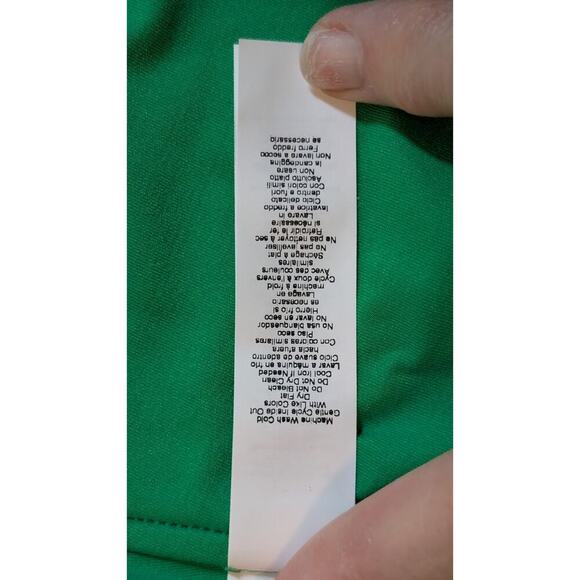 Machine Wash Cold
Gentle Cycle Inside Out
With Like Colors
Dry Flat
Do Not Bleach
Do Not Dry Clean
Cool Iron if Needed
Lavar a máquina en frío
Ciclo suave de adentro
hacia afuera
Con colores similares
Piso seco
No usa blanqueador
No lavar en seco
Hierro frío si
es necesario
Lavage en
machine à froid
Cycle doux à l'envers
Avec des couleurs
similaires
Séchage à plat
Ne pas
Ne pas nettoyer à sec
Refroidir le fer
si nécessaire
Lavare in
lavatrice a freddo
Ciclo delicato
dentro e fuori
Con colori simili
Asciutto piatto
Non usare
la candeggina
Non lavare a secco
Ferro freddo
se necessario